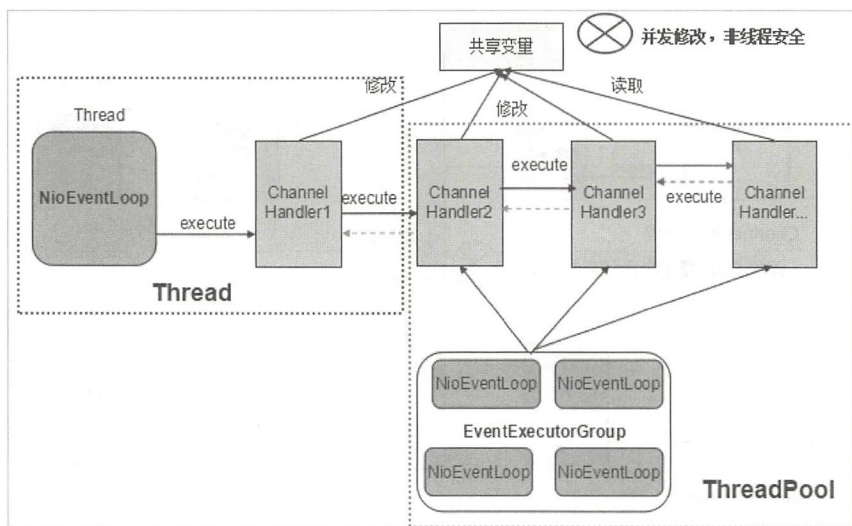 共享变量
并发修改，非线程安全
修改
修改
读取
Thread
NioEventLoop
execute
Channel
Handler1
execute
Channel
Handler2
execute
Channel
Handler3
execute
Channel
Handler...
Thread
NioEventLoop
NioEventLoop
EventExecutorGroup
NioEventLoop
NioEventLoop
ThreadPool